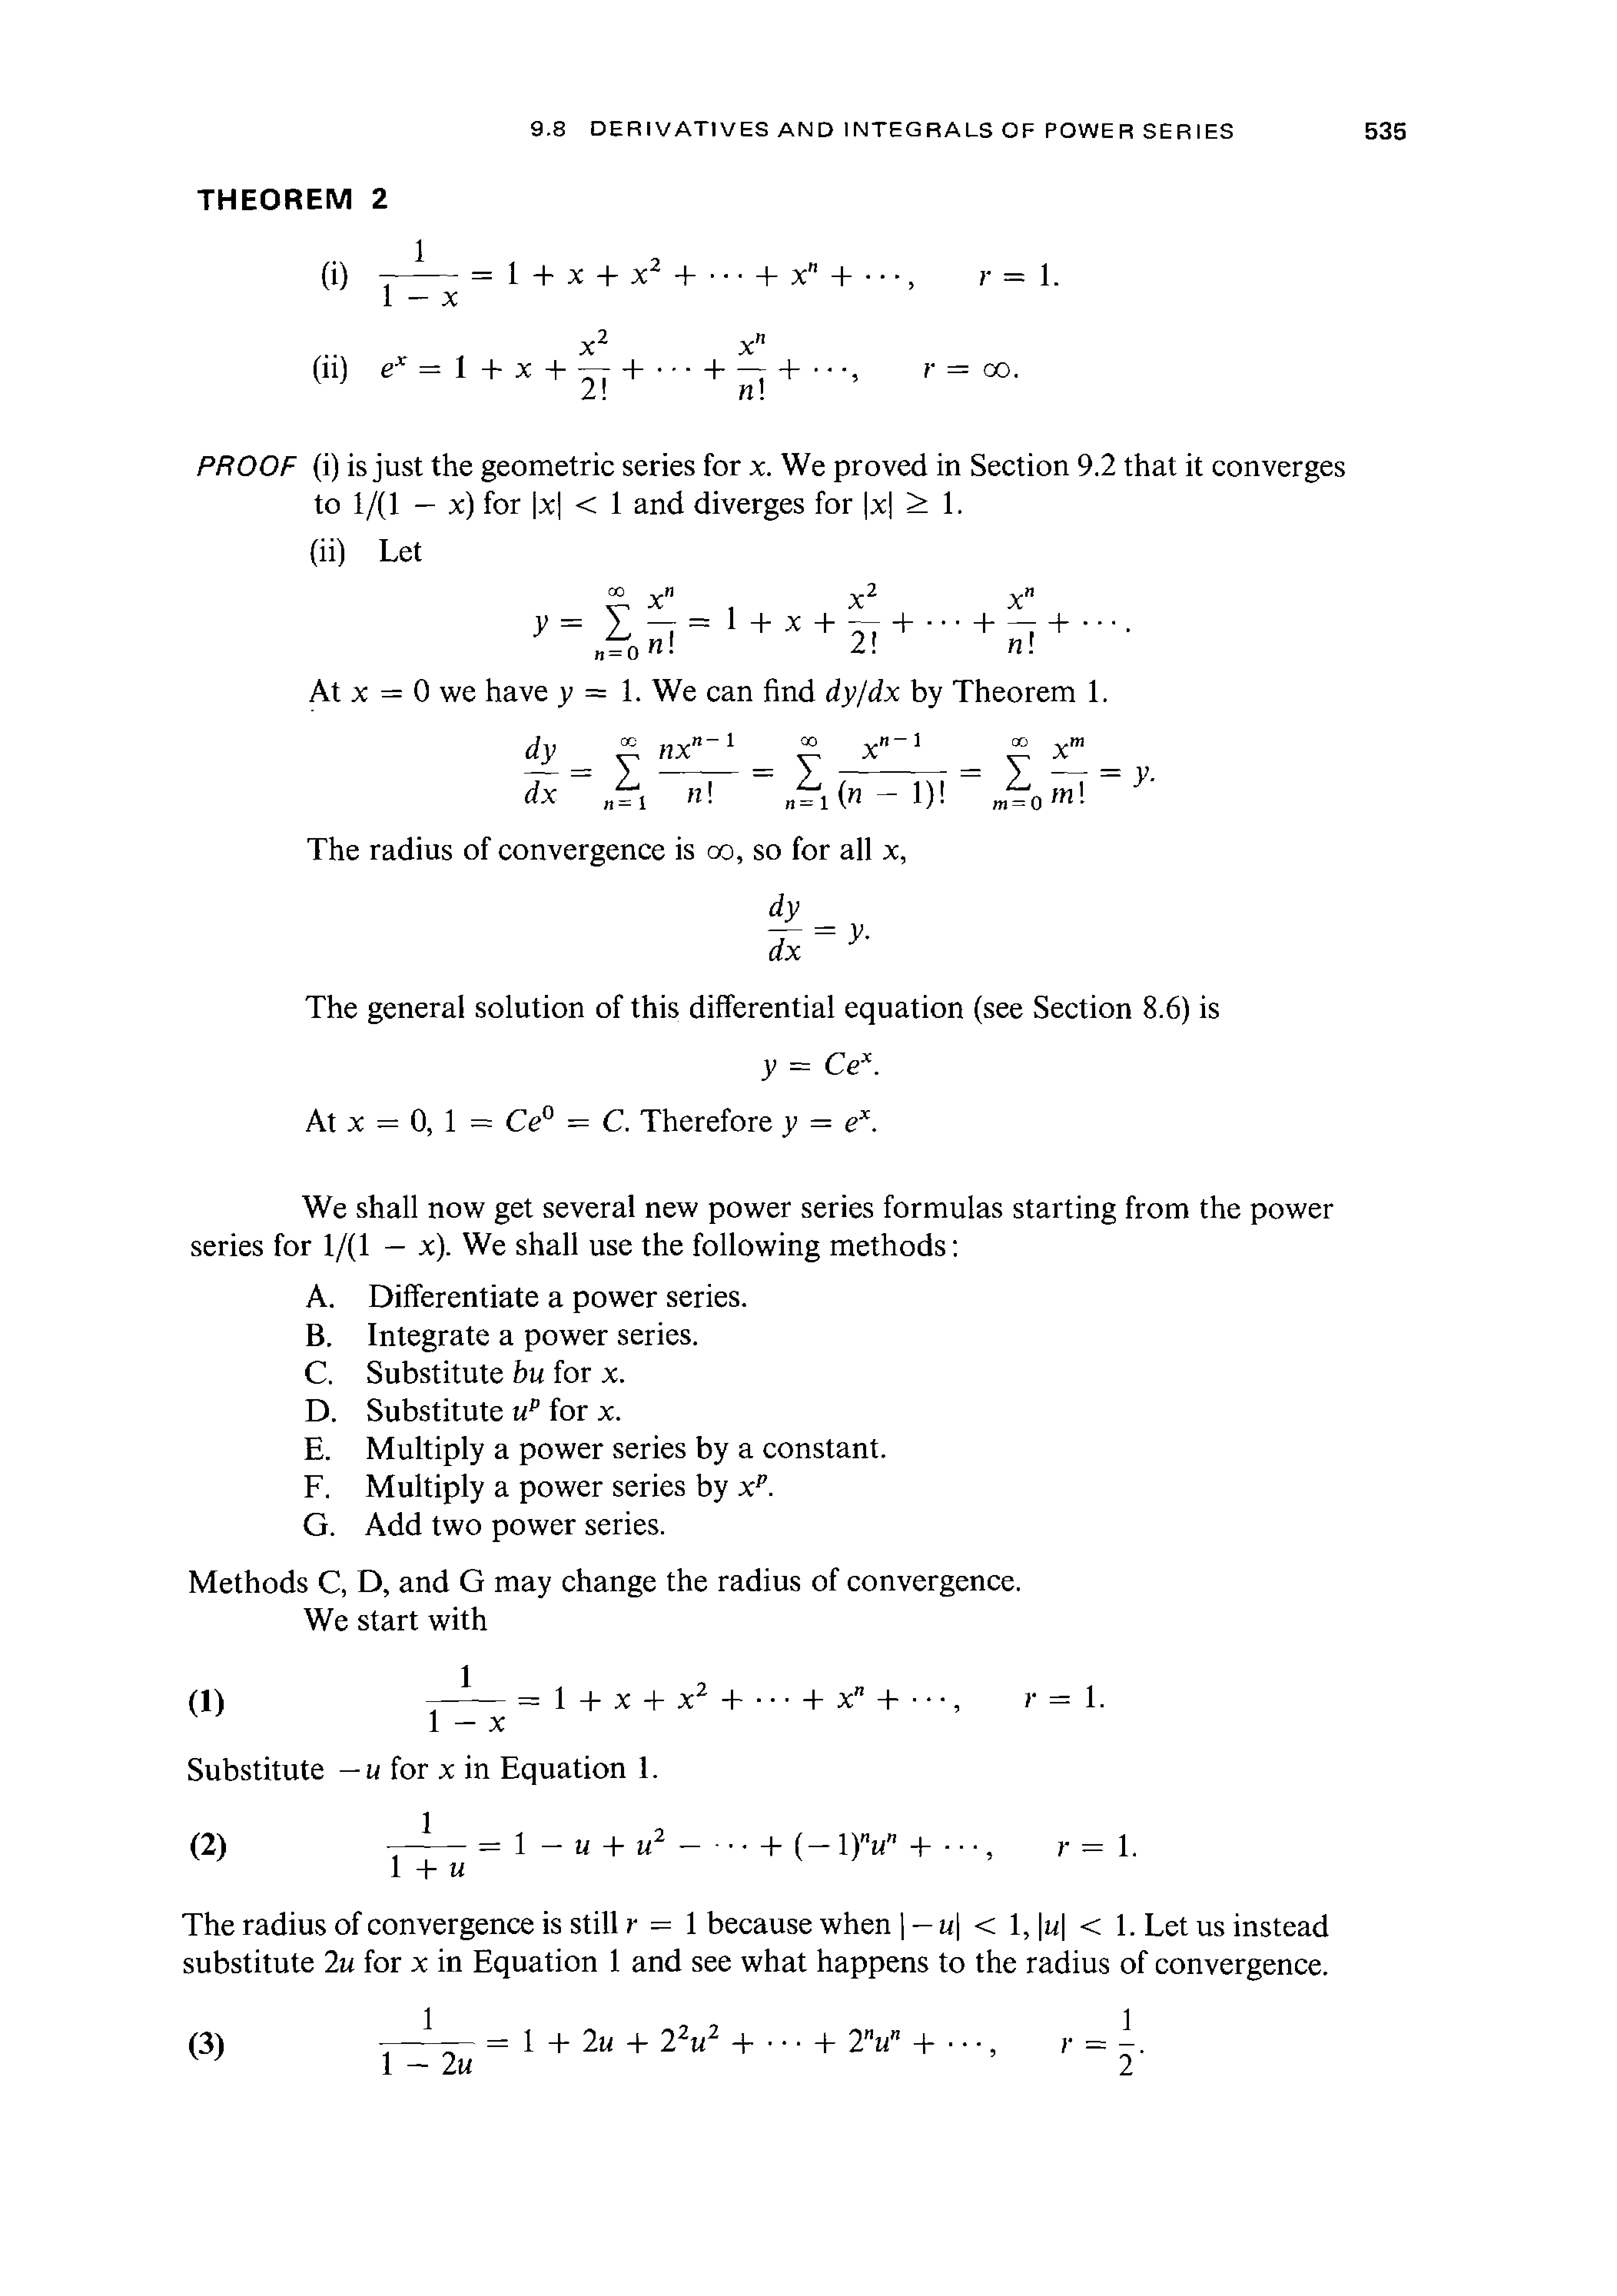 9.8 DERIVATIVES AND INTEGRALS OF POWER SERIES 535
THEOREM 2
(i) \frac{1}{1 - x} = 1 + x + x^2 + \cdots + x^n + \cdots, r = 1.
(ii) e^x = 1 + x + \frac{x^2}{2!} + \cdots + \frac{x^n}{n!} + \cdots, r = \infty.
PROOF (i) is just the geometric series for x. We proved in Section 9.2 that it converges
to 1/(1 − x) for |x| < 1 and diverges for |x| ≥ 1.
(ii) Let
y = \sum_{n=0}^{\infty} \frac{x^n}{n!} = 1 + x + \frac{x^2}{2!} + \cdots + \frac{x^n}{n!} + \cdots.
At x = 0 we have y = 1. We can find dy/dx by Theorem 1.
\frac{dy}{dx} = \sum_{n=1}^{\infty} \frac{nx^{n-1}}{n!} = \sum_{n=1}^{\infty} \frac{x^{n-1}}{(n - 1)!} = \sum_{m=0}^{\infty} \frac{x^m}{m!} = y.
The radius of convergence is ∞, so for all x,
\frac{dy}{dx} = y.
The general solution of this differential equation (see Section 8.6) is
y = Ce^x.
At x = 0, 1 = Ce^0 = C. Therefore y = e^x.
We shall now get several new power series formulas starting from the power
series for 1/(1 − x). We shall use the following methods:
A. Differentiate a power series.
B. Integrate a power series.
C. Substitute bu for x.
D. Substitute u^p for x.
E. Multiply a power series by a constant.
F. Multiply a power series by x^p.
G. Add two power series.
Methods C, D, and G may change the radius of convergence.
We start with
(1) \frac{1}{1 - x} = 1 + x + x^2 + \cdots + x^n + \cdots, r = 1.
Substitute −u for x in Equation 1.
(2) \frac{1}{1 + u} = 1 - u + u^2 - \cdots + (-1)^n u^n + \cdots, r = 1.
The radius of convergence is still r = 1 because when |−u| < 1, |u| < 1. Let us instead
substitute 2u for x in Equation 1 and see what happens to the radius of convergence.
(3) \frac{1}{1 - 2u} = 1 + 2u + 2^2u^2 + \cdots + 2^nu^n + \cdots, r = \frac{1}{2}.